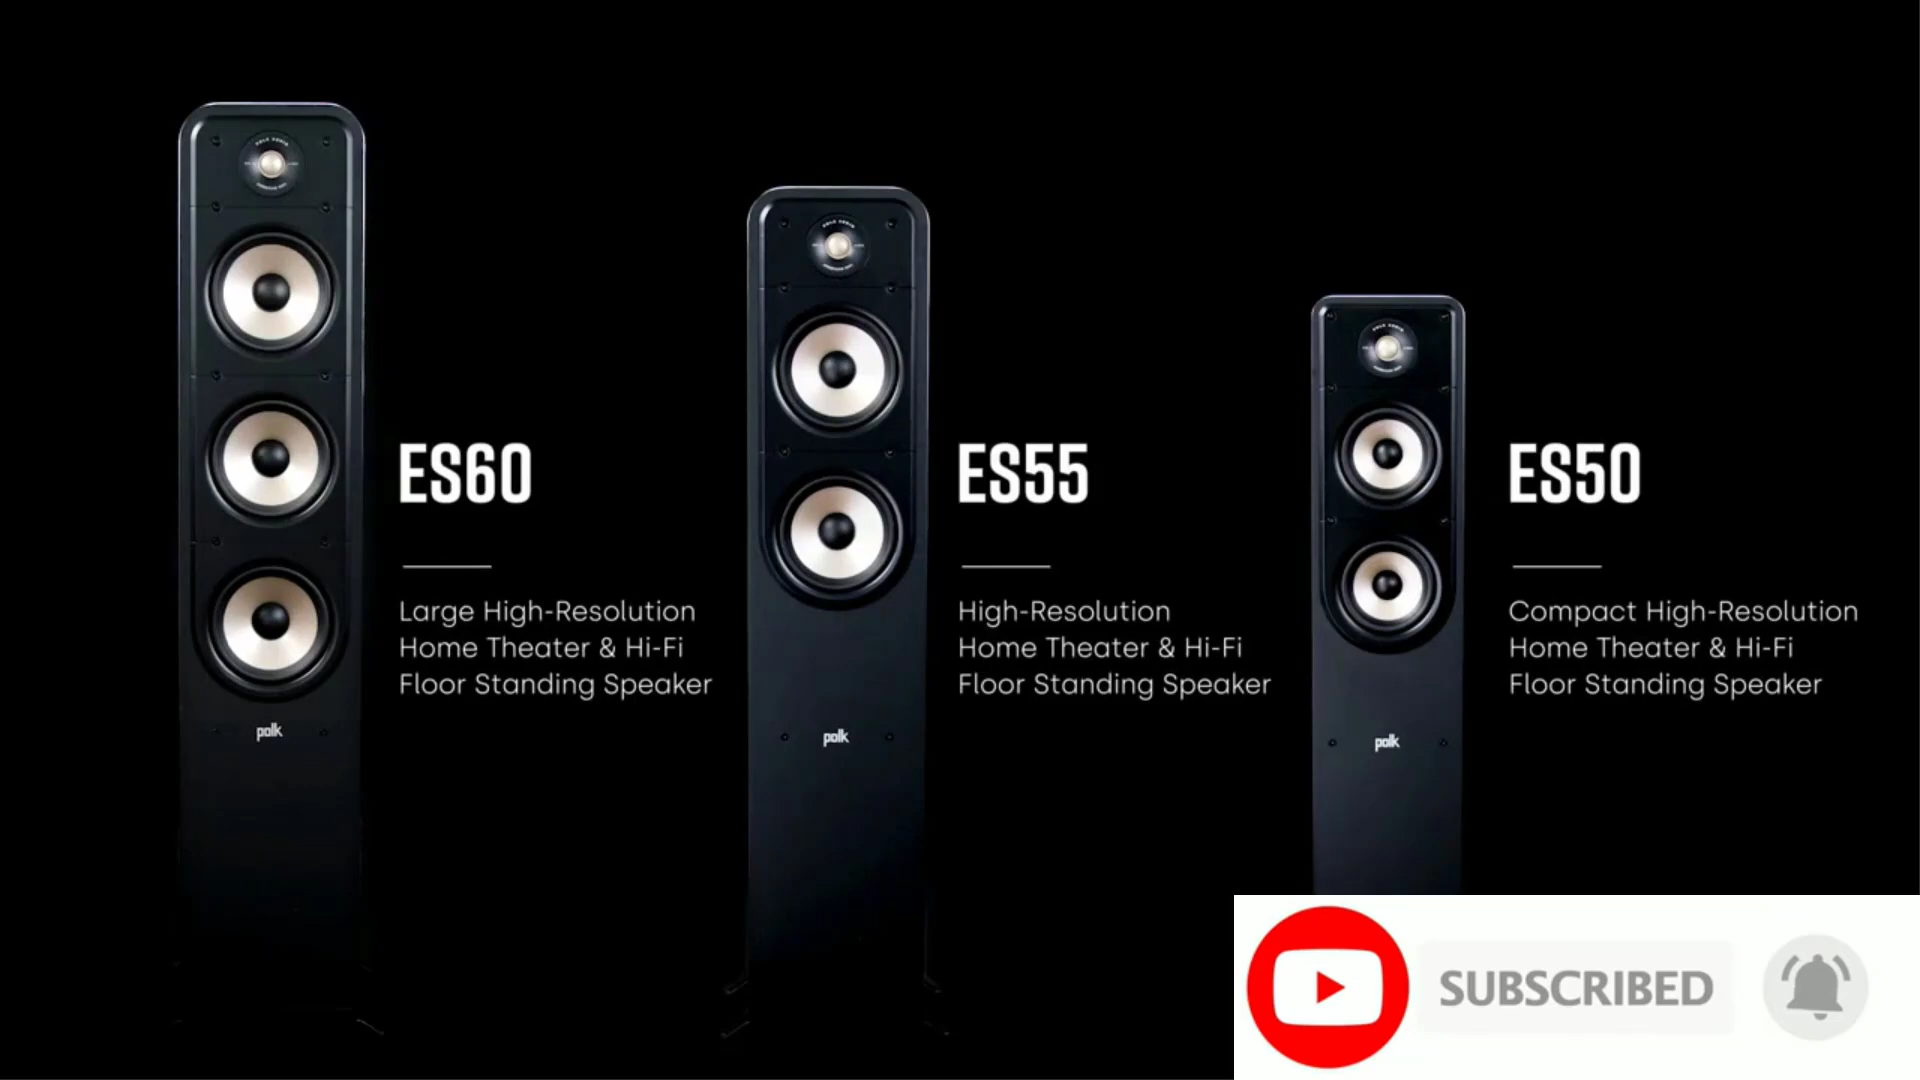 ES60
Large High-Resolution
Home Theater & Hi-Fi
Floor Standing Speaker
polk
ES55
High-Resolution
Home Theater & Hi-Fi
Floor Standing Speaker
polk
ES50
Compact High-Resolution
Home Theater & Hi-Fi
Floor Standing Speaker
polk
SUBSCRIBED